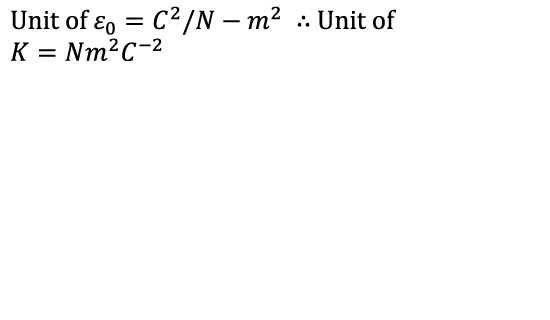 Unit of ε₀ = C²/N − m² ∴ Unit of
K = Nm²C⁻²